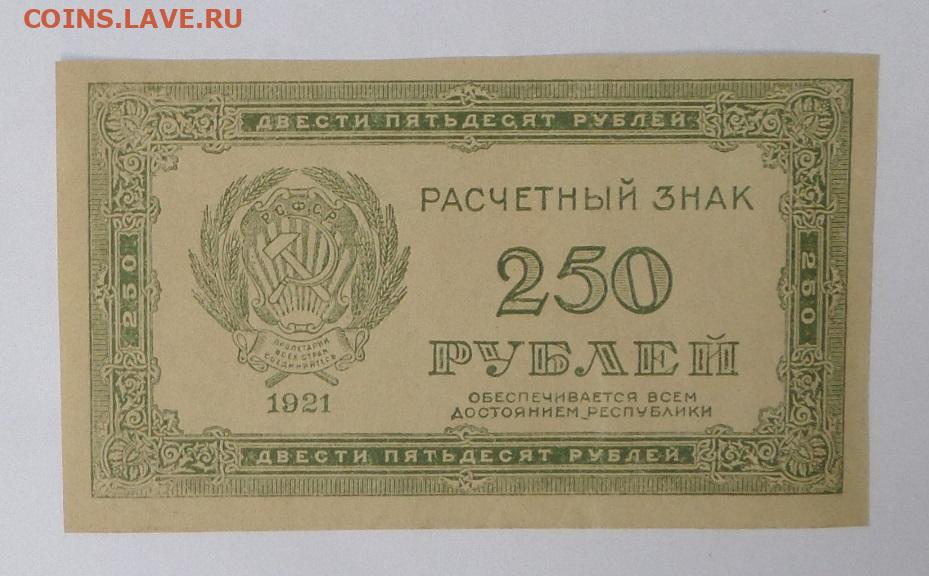 COINS.LAVE.RU
ДВЕСТИ ПЯТЬДЕСЯТ РУБЛЕЙ
РСФСР
РАСЧЕТНЫЙ ЗНАК
250
250
250
РУБЛЕЙ
ПРОЛЕТАРИИ
ВСЕХ СТРАН
СОЕДИНЯЙТЕСЬ
1921
ОБЕСПЕЧИВАЕТСЯ ВСЕМ
ДОСТОЯНИЕМ РЕСПУБЛИКИ
ДВЕСТИ ПЯТЬДЕСЯТ РУБЛЕЙ